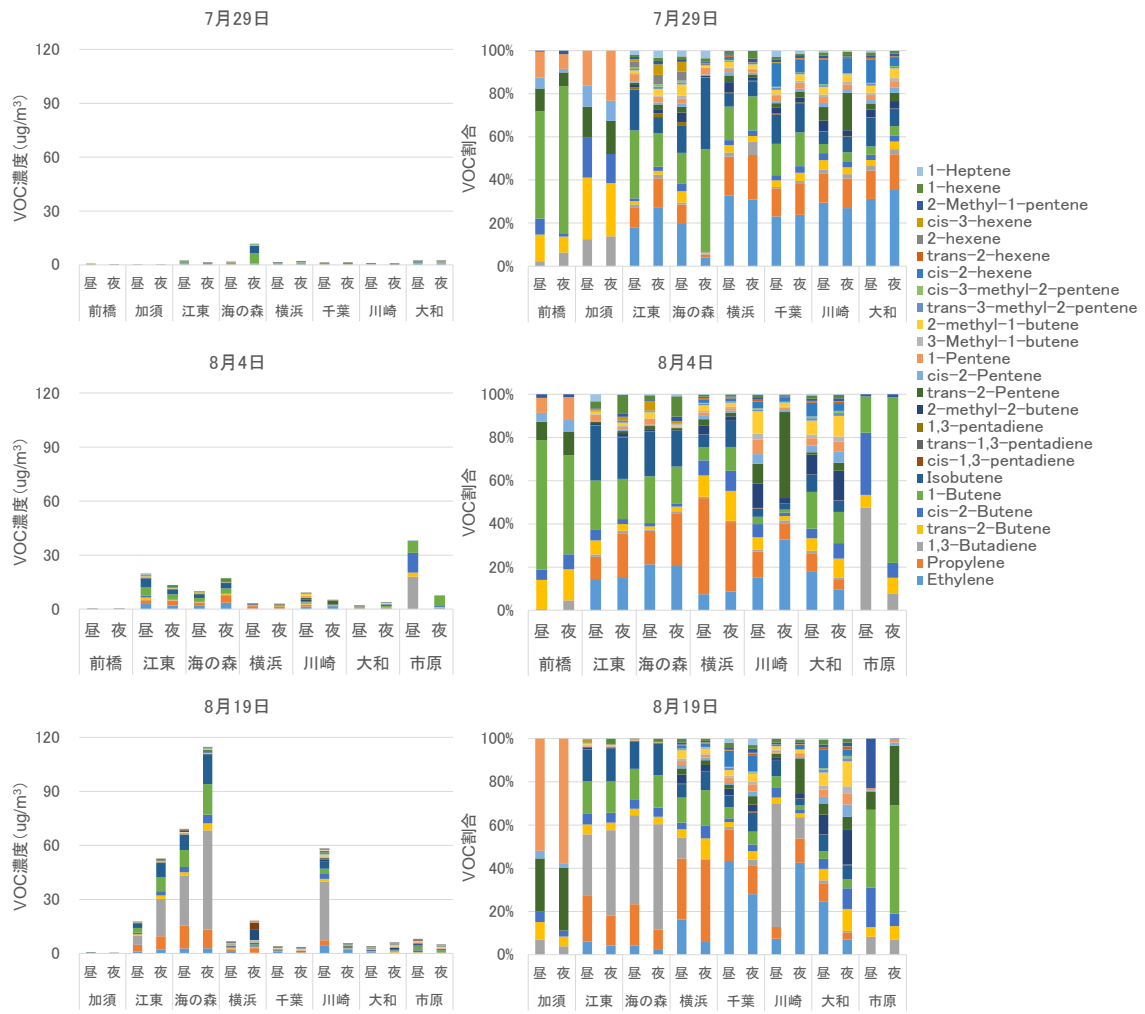 7月29日
120
90
60
30
0
VOC濃度(ug/m³)
昼 夜 昼 夜 昼 夜 昼 夜 昼 夜 昼 夜 昼 夜 昼 夜
前橋 加須 江東 海の森 横浜 千葉 川崎 大和
7月29日
100%
80%
60%
40%
20%
0%
VOC割合
昼 夜 昼 夜 昼 夜 昼 夜 昼 夜 昼 夜 昼 夜 昼 夜
前橋 加須 江東 海の森 横浜 千葉 川崎 大和
8月4日
120
90
60
30
0
VOC濃度(ug/m³)
昼 夜 昼 夜 昼 夜 昼 夜 昼 夜 昼 夜 昼 夜
前橋 江東 海の森 横浜 川崎 大和 市原
8月4日
100%
80%
60%
40%
20%
0%
VOC割合
昼 夜 昼 夜 昼 夜 昼 夜 昼 夜 昼 夜 昼 夜
前橋 江東 海の森 横浜 川崎 大和 市原
8月19日
120
90
60
30
0
VOC濃度(ug/m³)
昼 夜 昼 夜 昼 夜 昼 夜 昼 夜 昼 夜 昼 夜 昼 夜
加須 江東 海の森 横浜 千葉 川崎 大和 市原
8月19日
100%
80%
60%
40%
20%
0%
VOC割合
昼 夜 昼 夜 昼 夜 昼 夜 昼 夜 昼 夜 昼 夜 昼 夜
加須 江東 海の森 横浜 千葉 川崎 大和 市原
1-Heptene
1-hexene
2-Methyl-1-pentene
cis-3-hexene
2-hexene
trans-2-hexene
cis-2-hexene
cis-3-methyl-2-pentene
trans-3-methyl-2-pentene
2-methyl-1-butene
3-Methyl-1-butene
1-Pentene
cis-2-Pentene
trans-2-Pentene
2-methyl-2-butene
1,3-pentadiene
trans-1,3-pentadiene
cis-1,3-pentadiene
Isobutene
1-Butene
cis-2-Butene
trans-2-Butene
1,3-Butadiene
Propylene
Ethylene